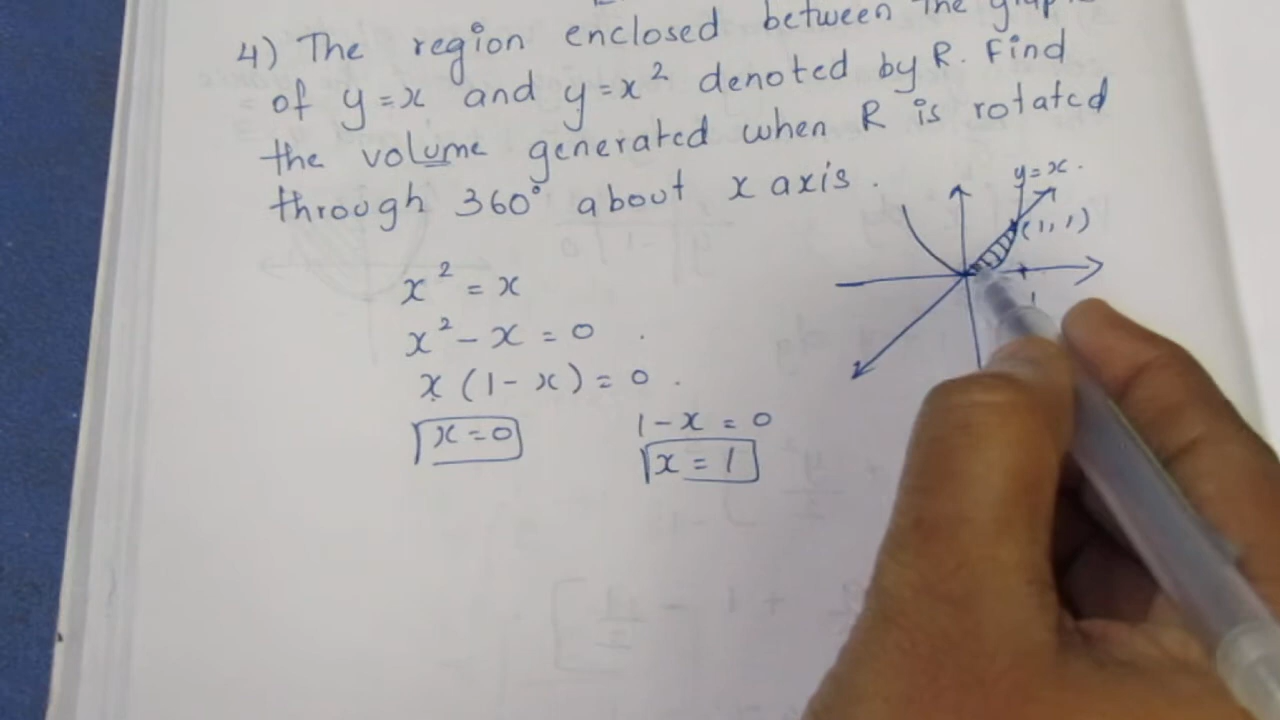 4) The region enclosed between the
of y=x and y=x² denoted by R. Find
the volume generated when R is rotated
through 360° about x axis.
y=x.
(1,1)
1
x² = x
x² - x = 0
x (1 - x) = 0.
x = 0
1 - x = 0
x = 1